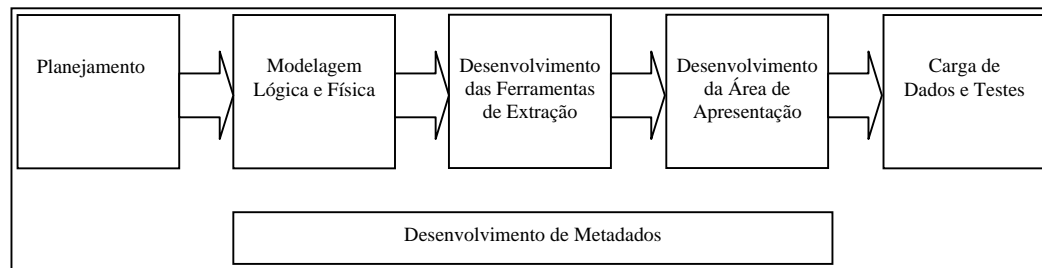 Planejamento
Modelagem
Lógica e Física
Desenvolvimento
das Ferramentas
de Extração
Desenvolvimento
da Área de
Apresentação
Carga de
Dados e Testes
Desenvolvimento de Metadados